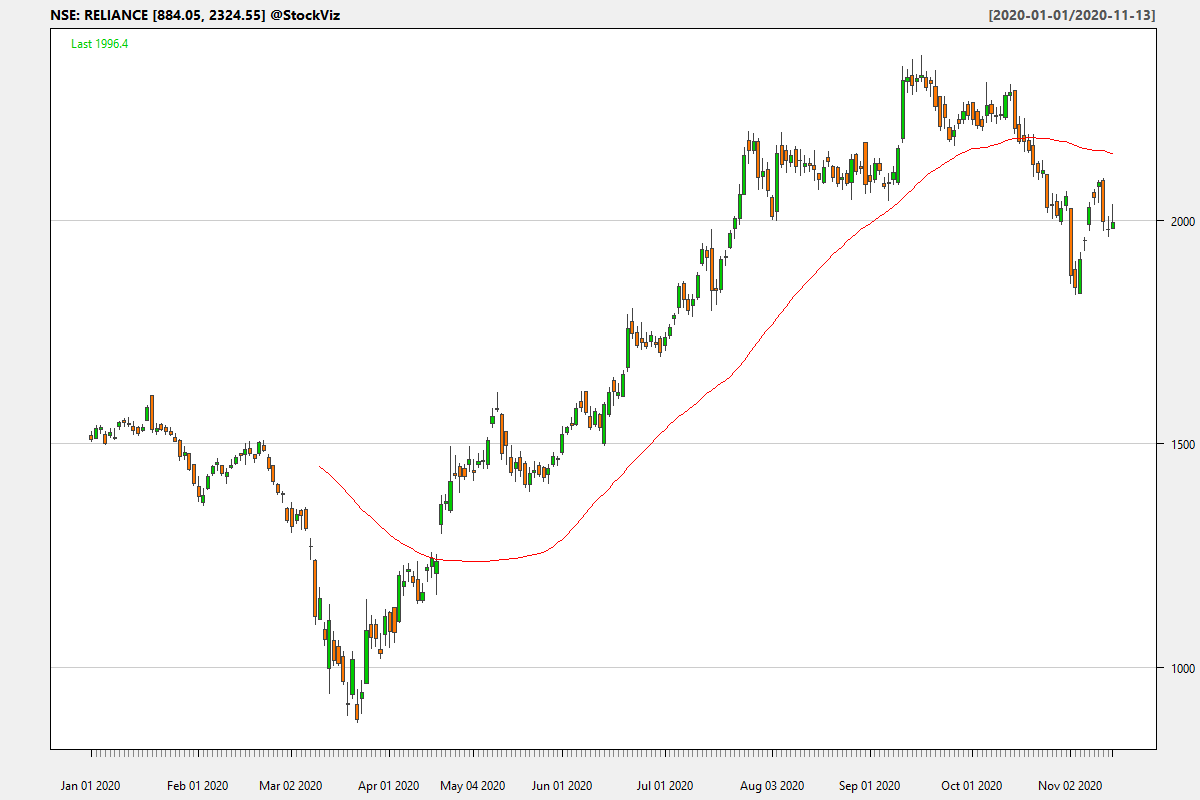 NSE: RELIANCE [884.05, 2324.55] @StockViz
[2020-01-01/2020-11-13]
Last 1996.4
2000
1500
1000
Jan 01 2020 Feb 01 2020 Mar 02 2020 Apr 01 2020 May 04 2020 Jun 01 2020 Jul 01 2020 Aug 03 2020 Sep 01 2020 Oct 01 2020 Nov 02 2020